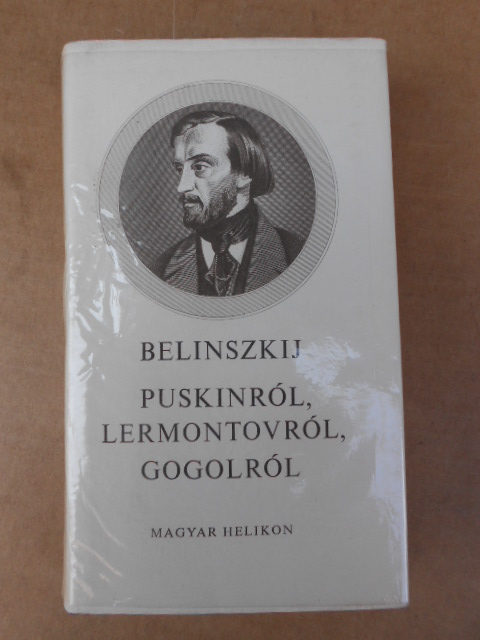 BELINSZKIJ
PUSKINRÓL,
LERMONTOVRÓL,
GOGOLRÓL
MAGYAR HELIKON